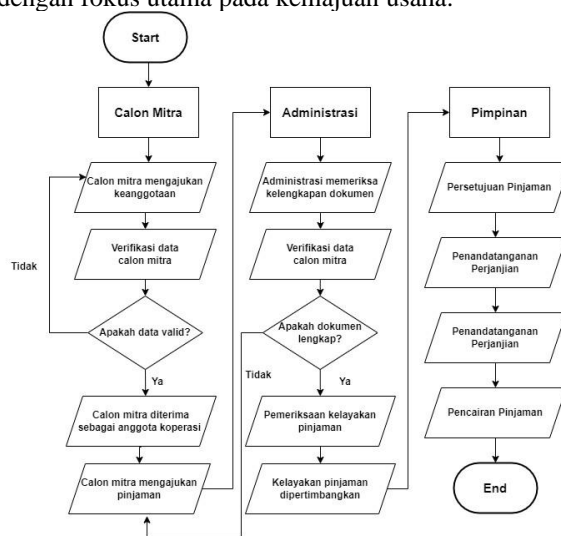 dengan fokus utama pada kemajuan usaha.
Start
Calon Mitra
Calon mitra mengajukan
keanggotaan
Verifikasi data
calon mitra
Tidak
Apakah data valid?
Ya
Calon mitra diterima
sebagai anggota koperasi
Calon mitra mengajukan
pinjaman
Administrasi
Administrasi memeriksa
kelengkapan dokumen
Verifikasi data
calon mitra
Apakah dokumen
lengkap?
Tidak
Ya
Pemeriksaan kelayakan
pinjaman
Kelayakan pinjaman
dipertimbangkan
Pimpinan
Persetujuan Pinjaman
Penandatanganan
Perjanjian
Penandatanganan
Perjanjian
Pencairan Pinjaman
End